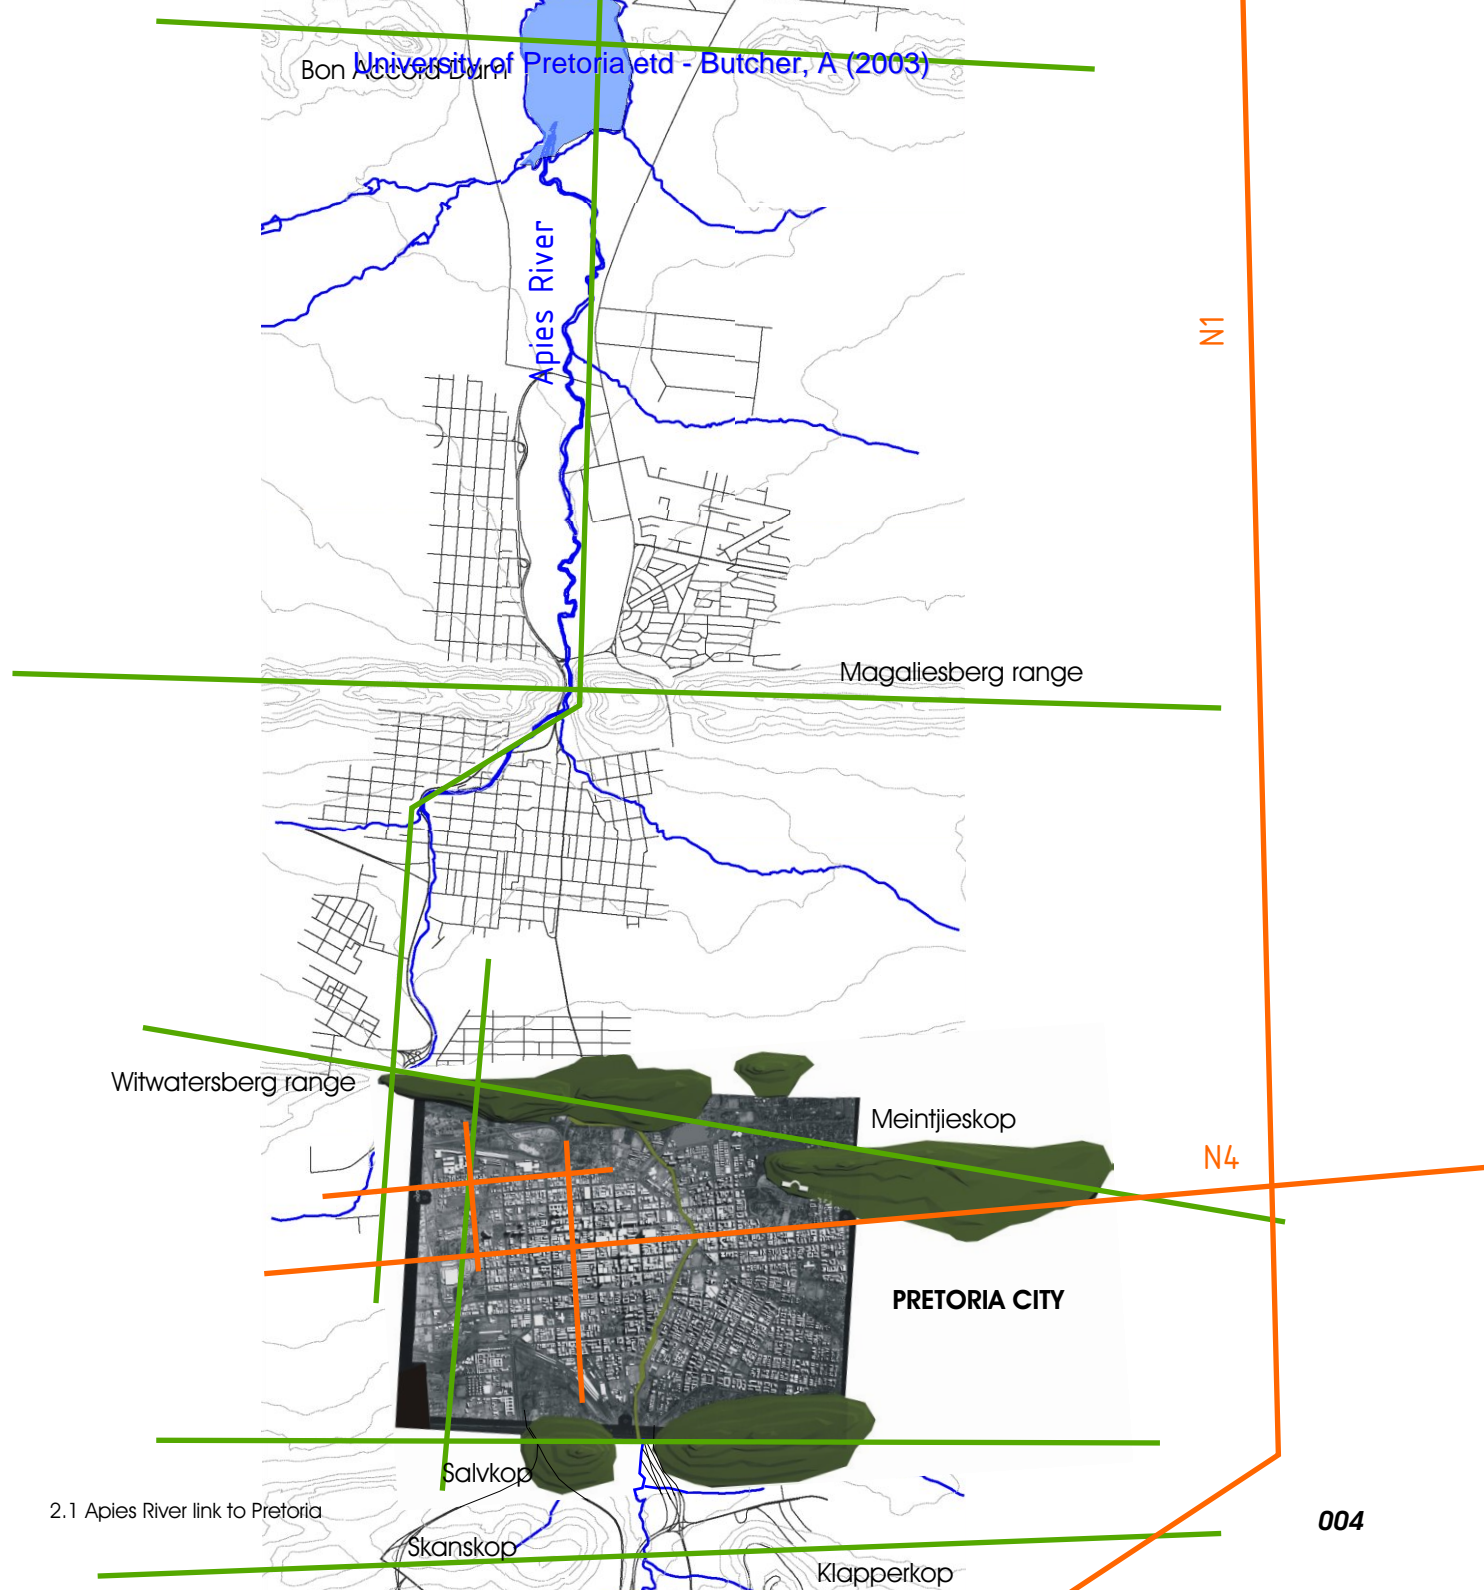 University of Pretoria etd - Butcher, A (2003)
Bon Accord Dam
Apies River
N1
Magaliesberg range
Witwatersberg range
Meintjieskop
N4
PRETORIA CITY
Salvkop
2.1 Apies River link to Pretoria
004
Skanskop
Klapperkop